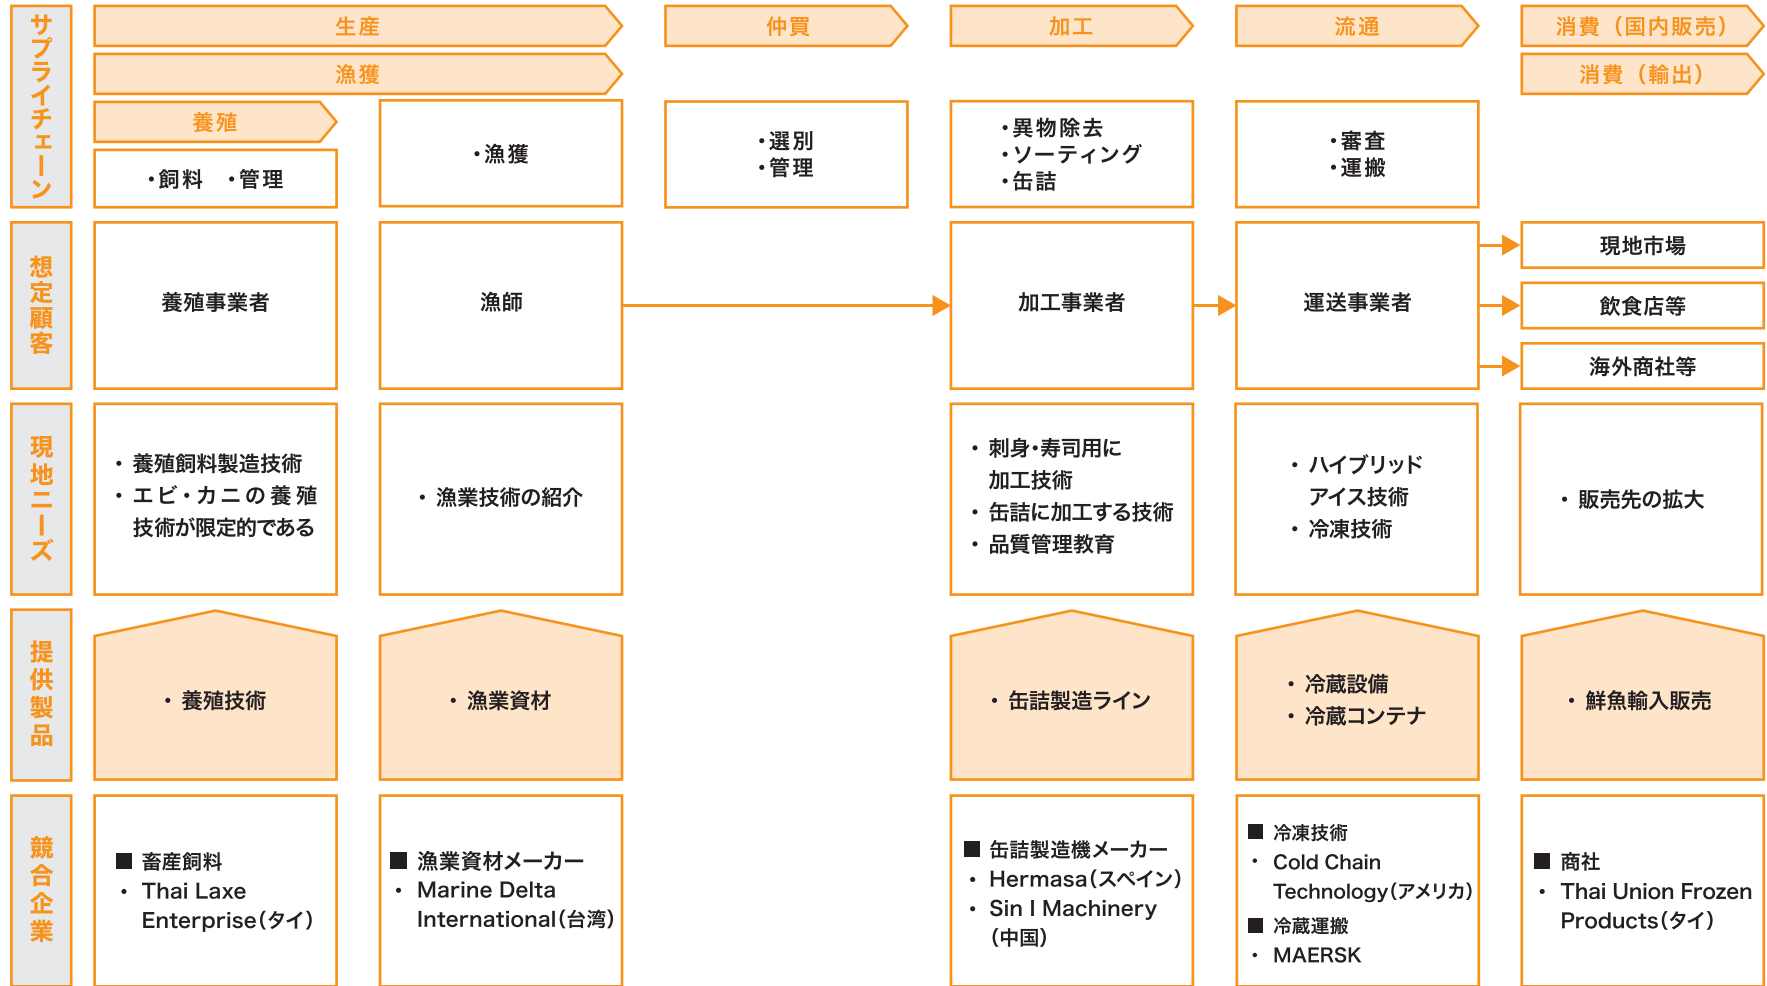 サプライチェーン
生産
仲買
加工
流通
消費（国内販売）
漁獲
消費（輸出）
養殖
・飼料　・管理
・漁獲
・選別
・管理
・異物除去
・ソーティング
・缶詰
・審査
・運搬
想定顧客
養殖事業者
漁師
加工事業者
運送事業者
現地市場
飲食店等
海外商社等
現地ニーズ
・養殖飼料製造技術
・エビ・カニの養殖
技術が限定的である
・漁業技術の紹介
・刺身・寿司用に
加工技術
・缶詰に加工する技術
・品質管理教育
・ハイブリッド
アイス技術
・冷凍技術
・販売先の拡大
提供製品
・養殖技術
・漁業資材
・缶詰製造ライン
・冷蔵設備
・冷蔵コンテナ
・鮮魚輸入販売
競合企業
■ 畜産飼料
・Thai Laxe
Enterprise（タイ）
■ 漁業資材メーカー
・Marine Delta
International（台湾）
■ 缶詰製造機メーカー
・Hermasa（スペイン）
・Sin I Machinery
（中国）
■ 冷凍技術
・Cold Chain
Technology（アメリカ）
■ 冷蔵運搬
・MAERSK
■ 商社
・Thai Union Frozen
Products（タイ）